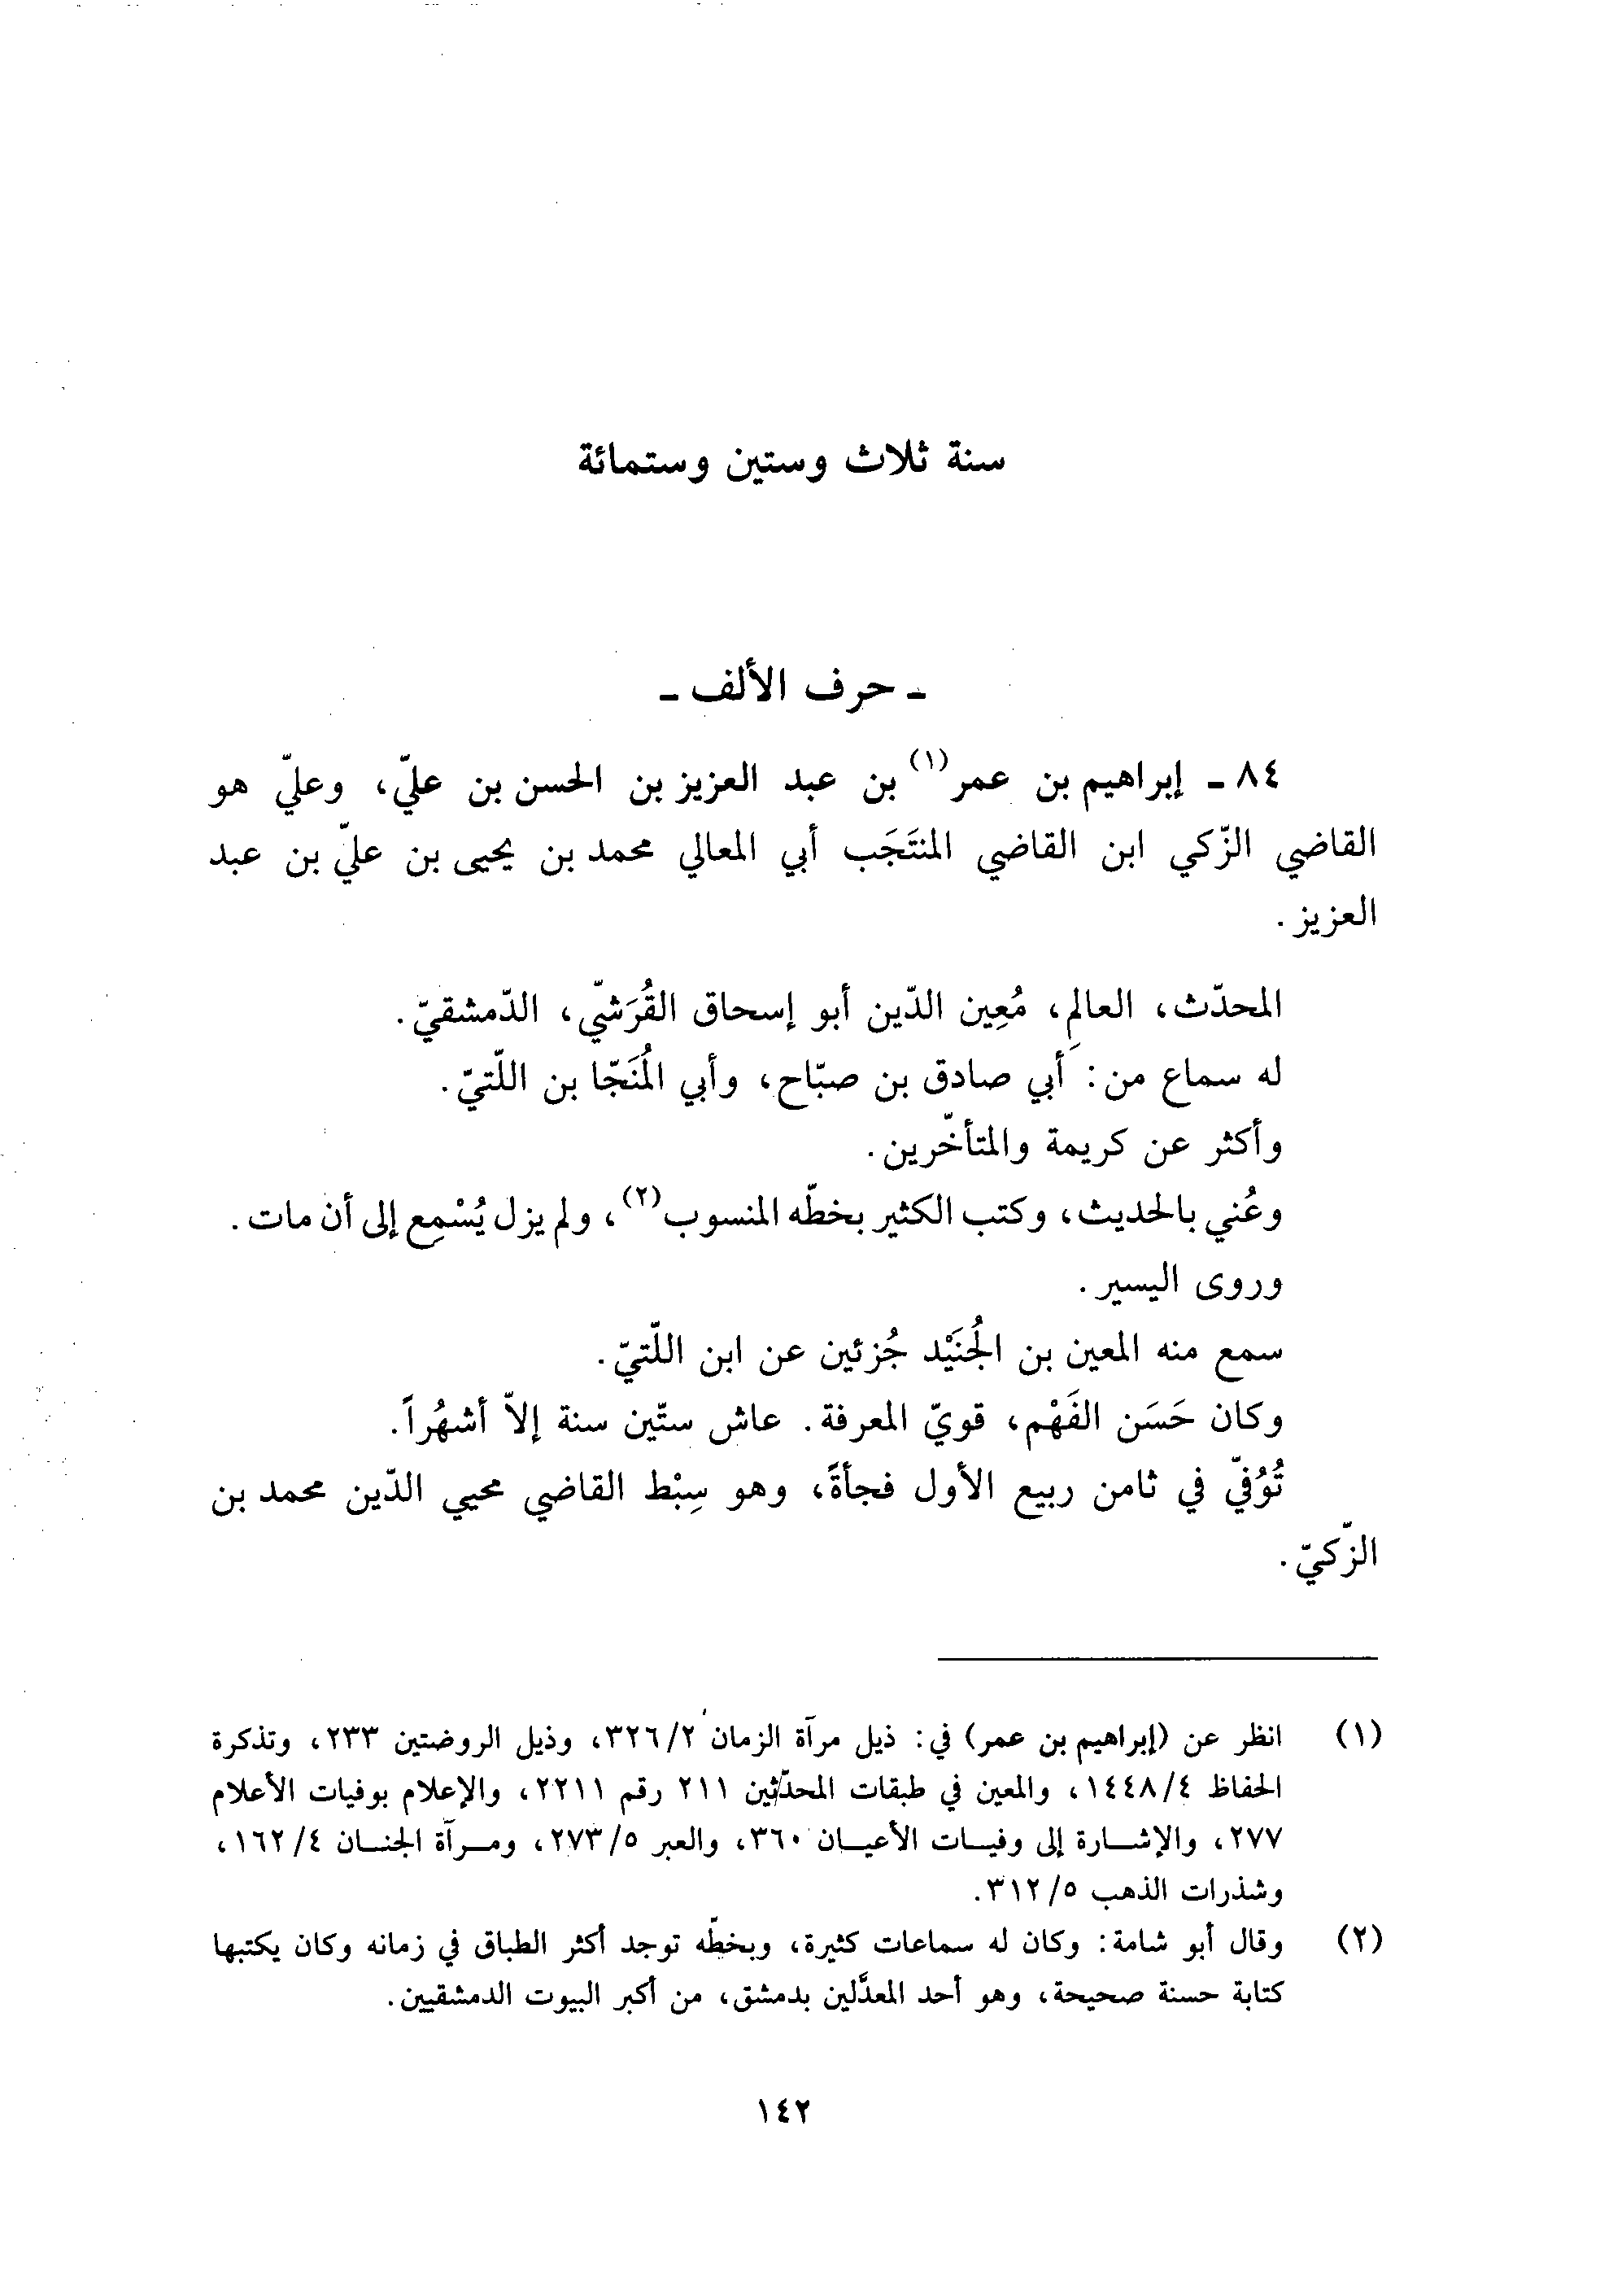 سنة ثلاث وستين وستمائة
ـ حرف الألف ـ
٨٤ ـ إبراهيم بن عمر(١) بن عبد العزيز بن الحسن بن عليّ، وعليّ هو
القاضي الزّكي ابن القاضي المنتَجَب أبي المعالي محمد بن يحيى بن عليّ بن عبد
العزيز.
المحدّث، العالِم، مُعِين الدّين أبو إسحاق القُرَشّي، الدّمشقيّ.
له سماع من: أبي صادق بن صبّاح، وأبي المُنَجّا بن اللّتيّ.
وأكثر عن كريمة والمتأخّرين.
وعُني بالحديث، وكتب الكثير بخطّه المنسوب(٢)، ولم يزل يُسْمِع إلى أن مات.
وروى اليسير.
سمع منه المعين بن الجُنَيْد جُزئين عن ابن اللّتيّ.
وكان حَسَن الفَهْم، قويّ المعرفة. عاش ستّين سنة إلاّ أشهُراً.
تُوُفيّ في ثامن ربيع الأول فجأةً، وهو سِبْط القاضي محيي الدّين محمد بن
الزّكيّ.
(١) انظر عن (إبراهيم بن عمر) في: ذيل مرآة الزمان ٣٢٦/٢، وذيل الروضتين ٢٣٣، وتذكرة
الحفاظ ١٤٤٨/٤، والمعين في طبقات المحدّثين ٢١١ رقم ٢٢١١، والإعلام بوفيات الأعلام
٢٧٧، والإشارة إلى وفيات الأعيان ٣٦٠، والعبر ٢٧٣/٥، ومرآة الجنان ١٦٢/٤،
وشذرات الذهب ٣١٢/٥.
(٢) وقال أبو شامة: وكان له سماعات كثيرة، وبخطّه توجد أكثر الطباق في زمانه وكان يكتبها
كتابة حسنة صحيحة، وهو أحد المعدَّلين بدمشق، من أكبر البيوت الدمشقيين.
١٤٢